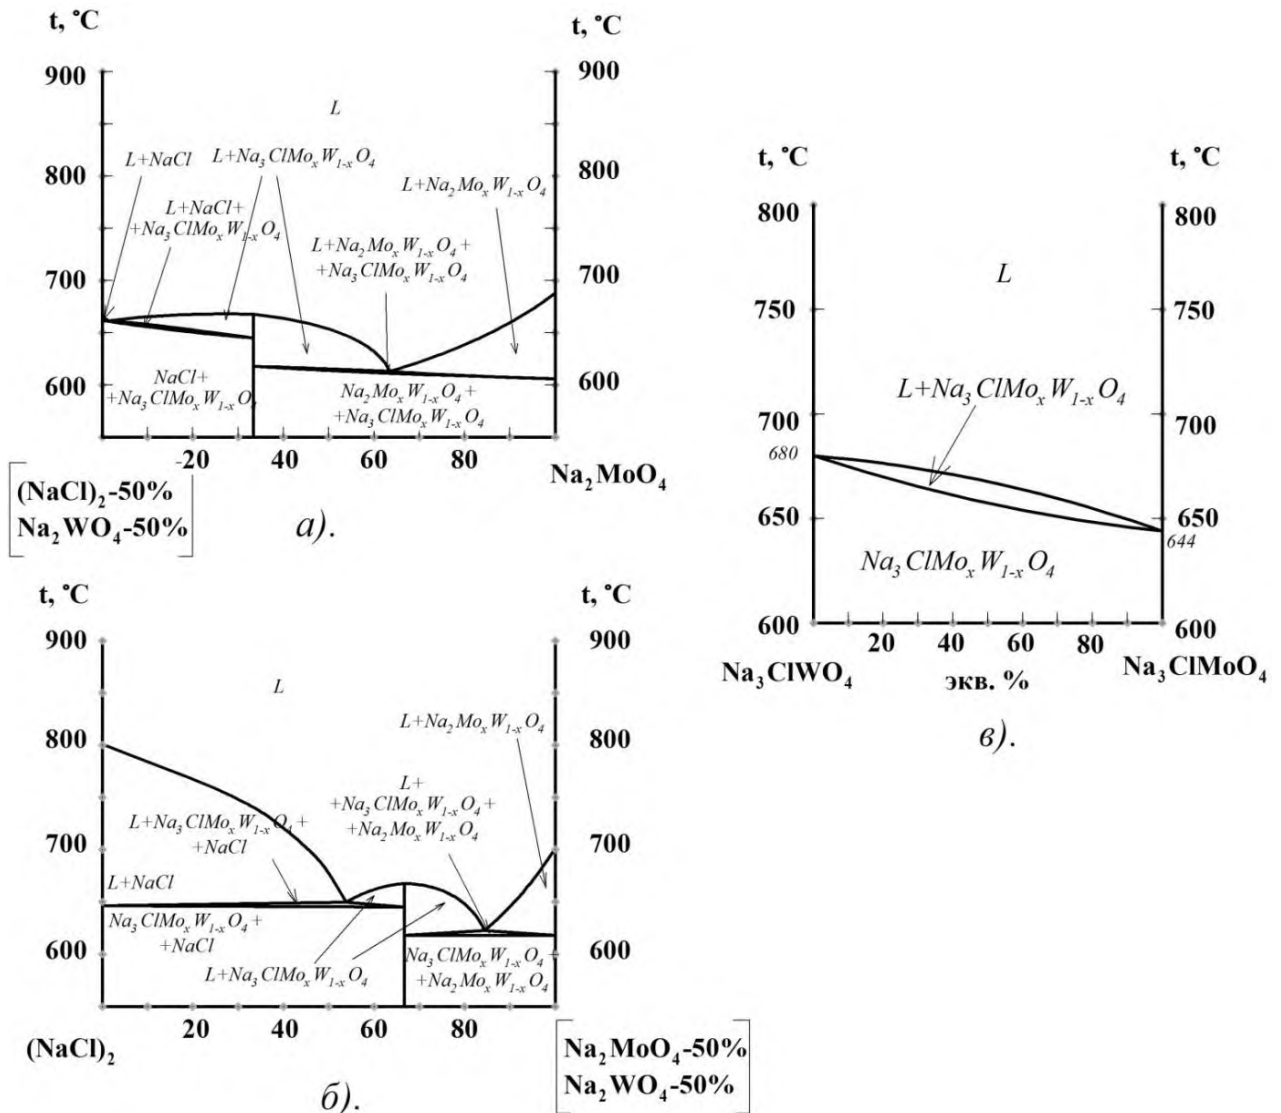 t, °C
t, °C
900
900
L
L+NaCl
L+Na₃ClMoₓW₁₋ₓO₄
800
800
L+NaCl+
+Na₃ClMoₓW₁₋ₓO₄
L+Na₂MoₓW₁₋ₓO₄
L+Na₂MoₓW₁₋ₓO₄+
+Na₃ClMoₓW₁₋ₓO₄
700
700
600
600
NaCl+
+Na₃ClMoₓW₁₋ₓO₄
Na₂MoₓW₁₋ₓO₄+
+Na₃ClMoₓW₁₋ₓO₄
20
40
60
80
(NaCl)₂-50%
Na₂WO₄-50%
Na₂MoO₄
а).
t, °C
t, °C
800
800
L
750
750
L+Na₃ClMoₓW₁₋ₓO₄
700
700
680
650
650
644
Na₃ClMoₓW₁₋ₓO₄
600
600
20
40
60
80
Na₃ClWO₄
экв. %
Na₃ClMoO₄
в).
t, °C
t, °C
900
900
L
L+Na₂MoₓW₁₋ₓO₄
800
800
L+
+Na₃ClMoₓW₁₋ₓO₄+
+Na₂MoₓW₁₋ₓO₄
L+Na₃ClMoₓW₁₋ₓO₄+
+NaCl
700
700
L+NaCl
Na₃ClMoₓW₁₋ₓO₄+
+NaCl
600
600
L+Na₃ClMoₓW₁₋ₓO₄
Na₃ClMoₓW₁₋ₓO₄+
+Na₂MoₓW₁₋ₓO₄
20
40
60
80
(NaCl)₂
Na₂MoO₄-50%
Na₂WO₄-50%
б).